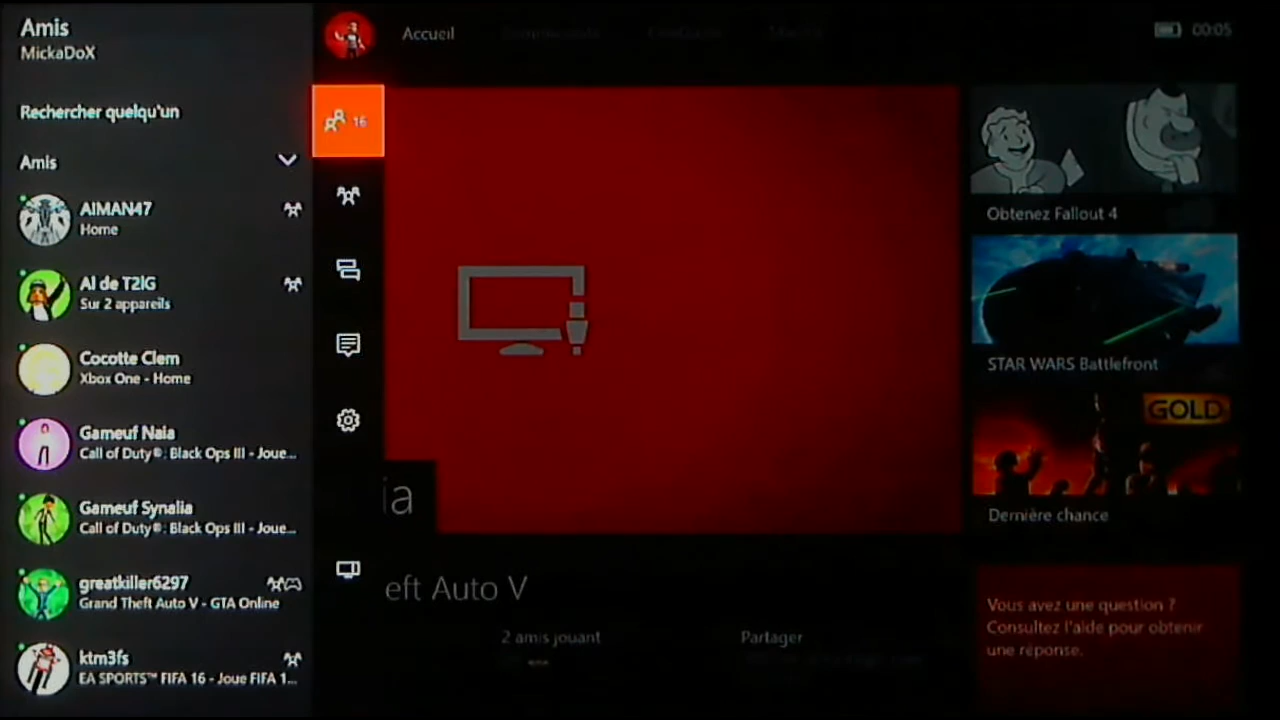 Amis
MickaDoX
Rechercher quelqu'un
Amis
AIMAN47
Home
Al de T2iG
Sur 2 appareils
Cocotte Clem
Xbox One - Home
Gameuf Naia
Call of Duty®: Black Ops III - Joue...
Gameuf Synalia
Call of Duty®: Black Ops III - Joue...
greatkiller6297
Grand Theft Auto V - GTA Online
ktm3fs
EA SPORTS™ FIFA 16 - Joue FIFA 1...
16
Accueil
00:05
ia
eft Auto V
2 amis jouant
Partager
Obtenez Fallout 4
STAR WARS Battlefront
GOLD
Dernière chance
Vous avez une question ?
Consultez l'aide pour obtenir
une réponse.